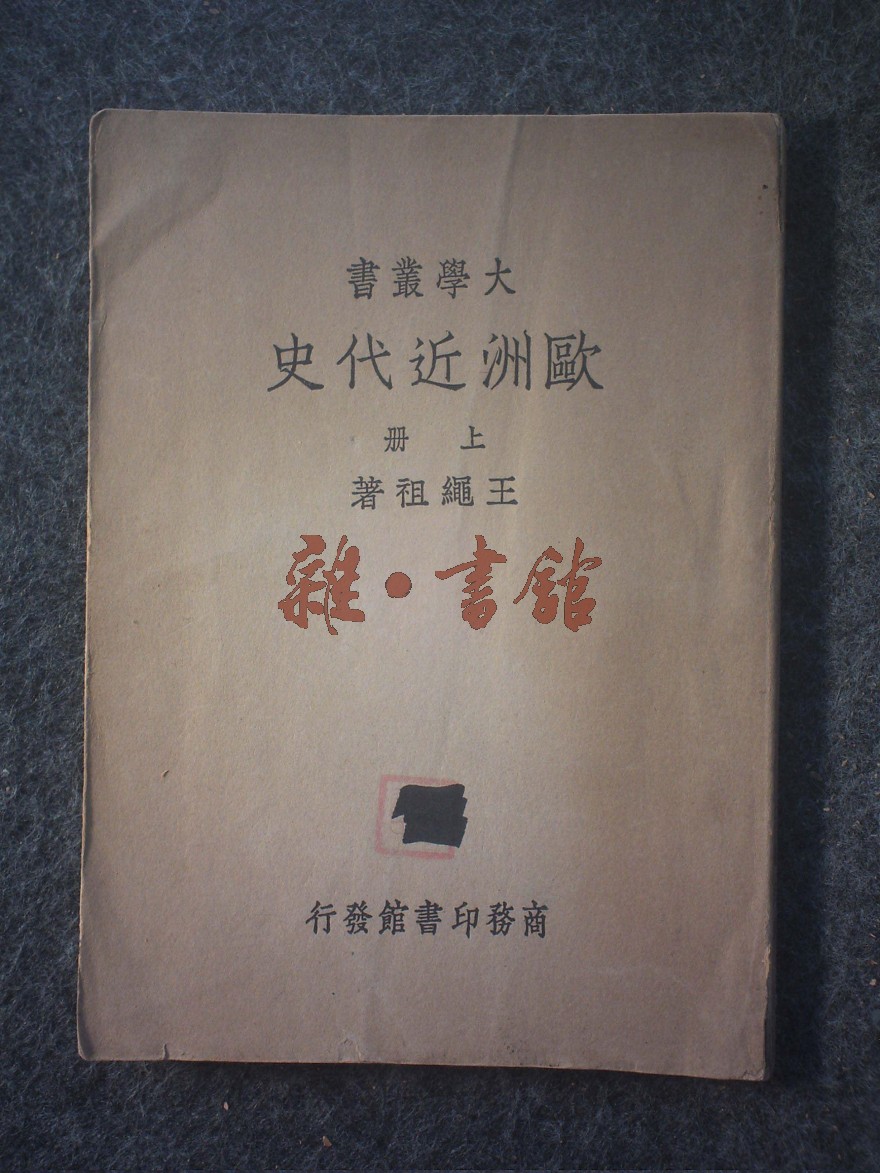 大學叢書
歐洲近代史
上册
王繩祖著
雜·書館
商務印書館發行